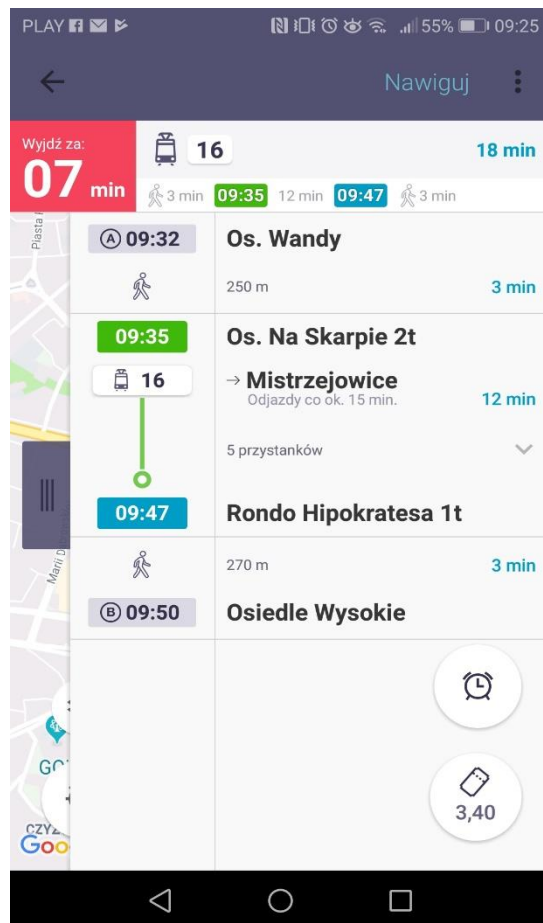 PLAY 55% 09:25
Nawiguj
Wyjdź za:
07 min
16 18 min
3 min 09:35 12 min 09:47 3 min
A 09:32 Os. Wandy
250 m 3 min
09:35 Os. Na Skarpie 2t
16 → Mistrzejowice
Odjazdy co ok. 15 min. 12 min
5 przystanków
09:47 Rondo Hipokratesa 1t
270 m 3 min
B 09:50 Osiedle Wysokie
3,40
Piasta
Marii
Goo